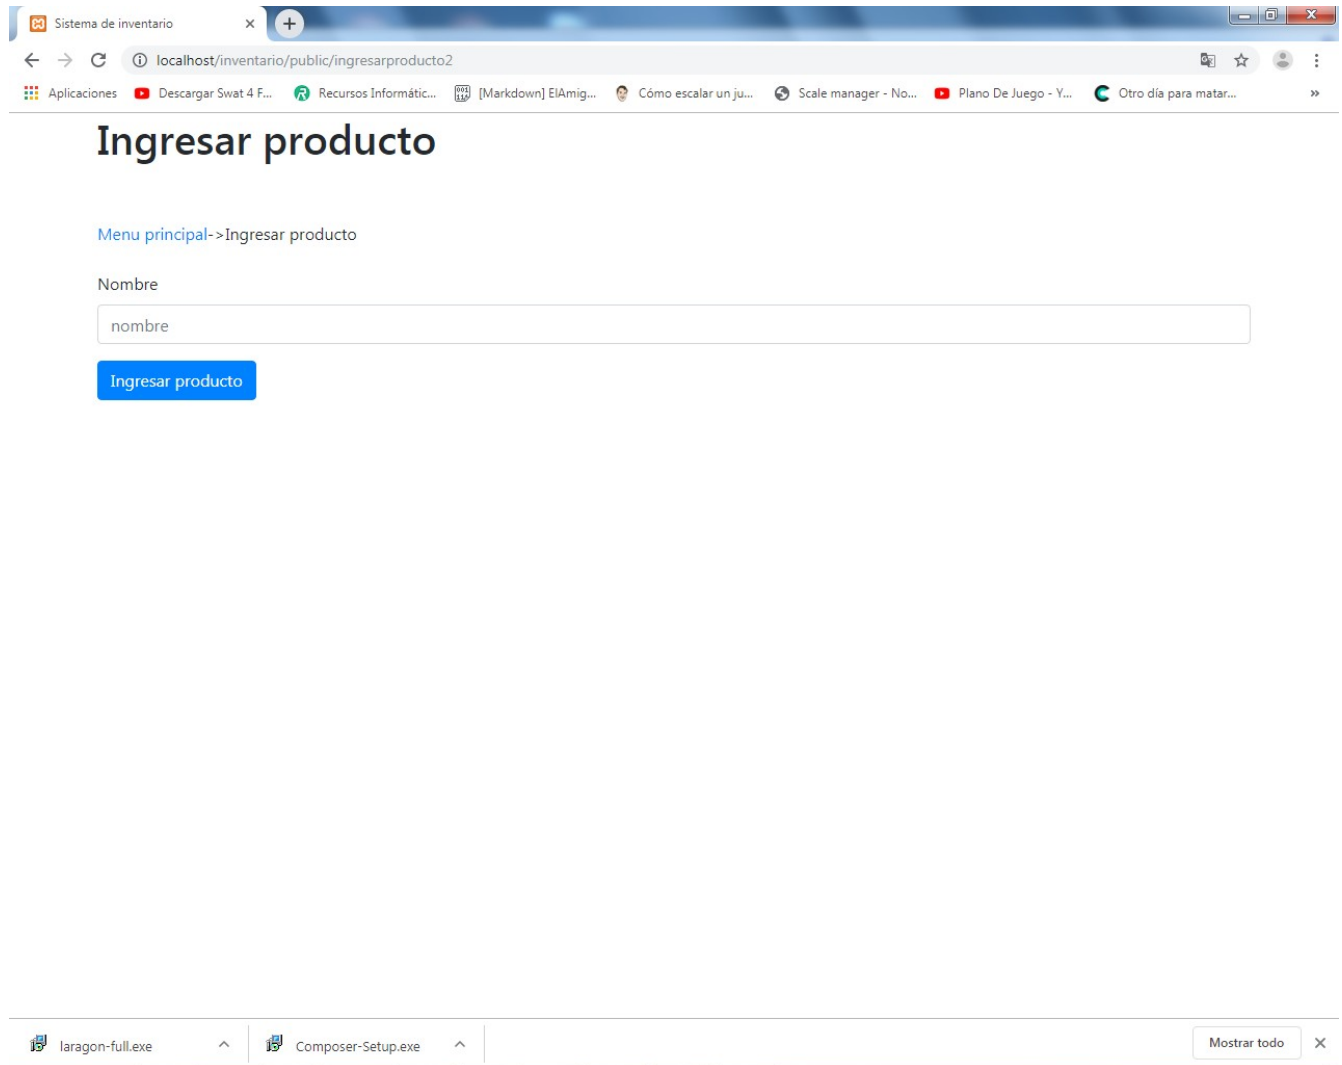 Sistema de inventario
localhost/inventario/public/ingresarproducto2
Aplicaciones Descargar Swat 4 F... Recursos Informátic... [Markdown] ElAmig... Cómo escalar un ju... Scale manager - No... Plano De Juego - Y... Otro día para matar... »
Ingresar producto
Menu principal->Ingresar producto
Nombre
nombre
Ingresar producto
laragon-full.exe Composer-Setup.exe Mostrar todo